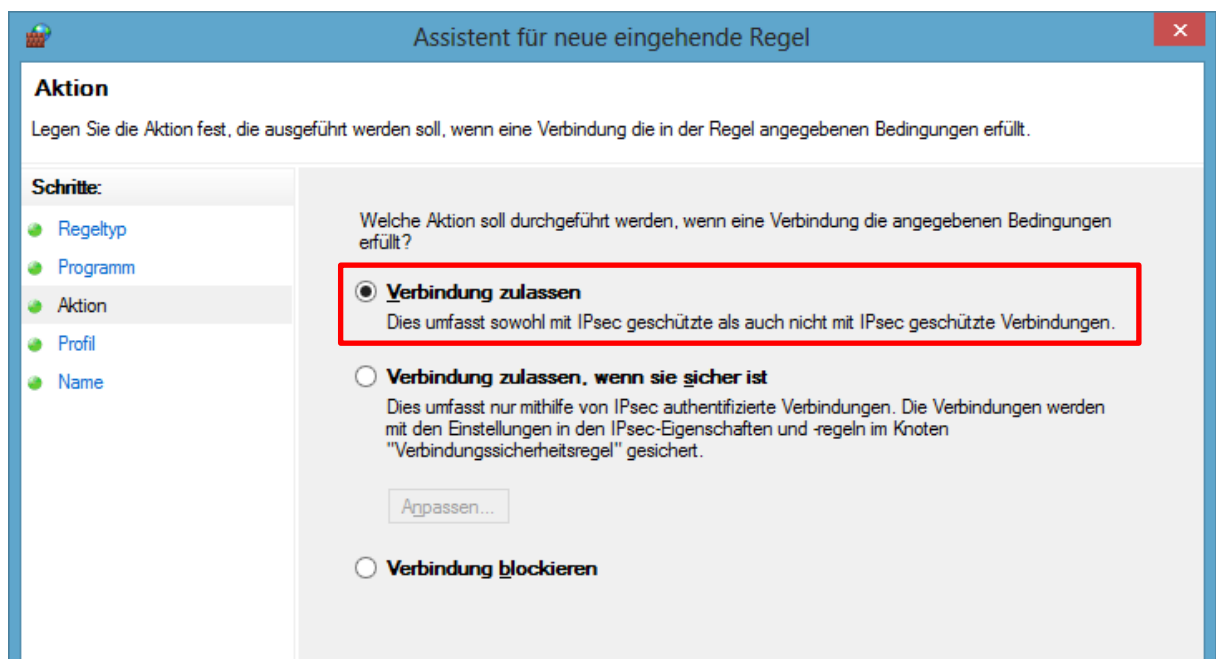 Assistent für neue eingehende Regel
Aktion
Legen Sie die Aktion fest, die ausgeführt werden soll, wenn eine Verbindung die in der Regel angegebenen Bedingungen erfüllt.
Schritte:
Regeltyp
Programm
Aktion
Profil
Name
Welche Aktion soll durchgeführt werden, wenn eine Verbindung die angegebenen Bedingungen
erfüllt?
Verbindung zulassen
Dies umfasst sowohl mit IPsec geschützte als auch nicht mit IPsec geschützte Verbindungen.
Verbindung zulassen, wenn sie sicher ist
Dies umfasst nur mithilfe von IPsec authentifizierte Verbindungen. Die Verbindungen werden
mit den Einstellungen in den IPsec-Eigenschaften und -regeln im Knoten
"Verbindungssicherheitsregel" gesichert.
Anpassen...
Verbindung blockieren